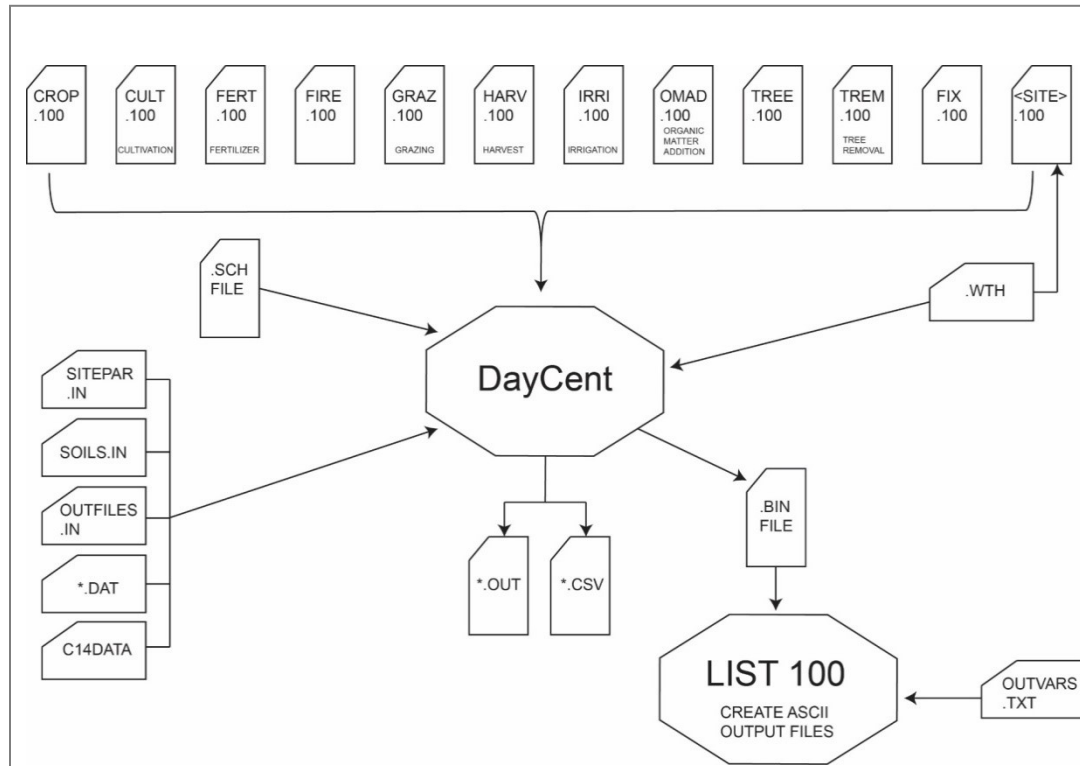 CROP
.100
CULT
.100
CULTIVATION
FERT
.100
FERTILIZER
FIRE
.100
GRAZ
.100
GRAZING
HARV
.100
HARVEST
IRRI
.100
IRRIGATION
OMAD
.100
ORGANIC
MATTER
ADDITION
TREE
.100
TREM
.100
TREE
REMOVAL
FIX
.100
<SITE>
.100
.SCH
FILE
.WTH
DayCent
SITEPAR
.IN
SOILS.IN
OUTFILES
.IN
*.DAT
C14DATA
*.OUT
*.CSV
.BIN
FILE
LIST 100
CREATE ASCII
OUTPUT FILES
OUTVARS
.TXT